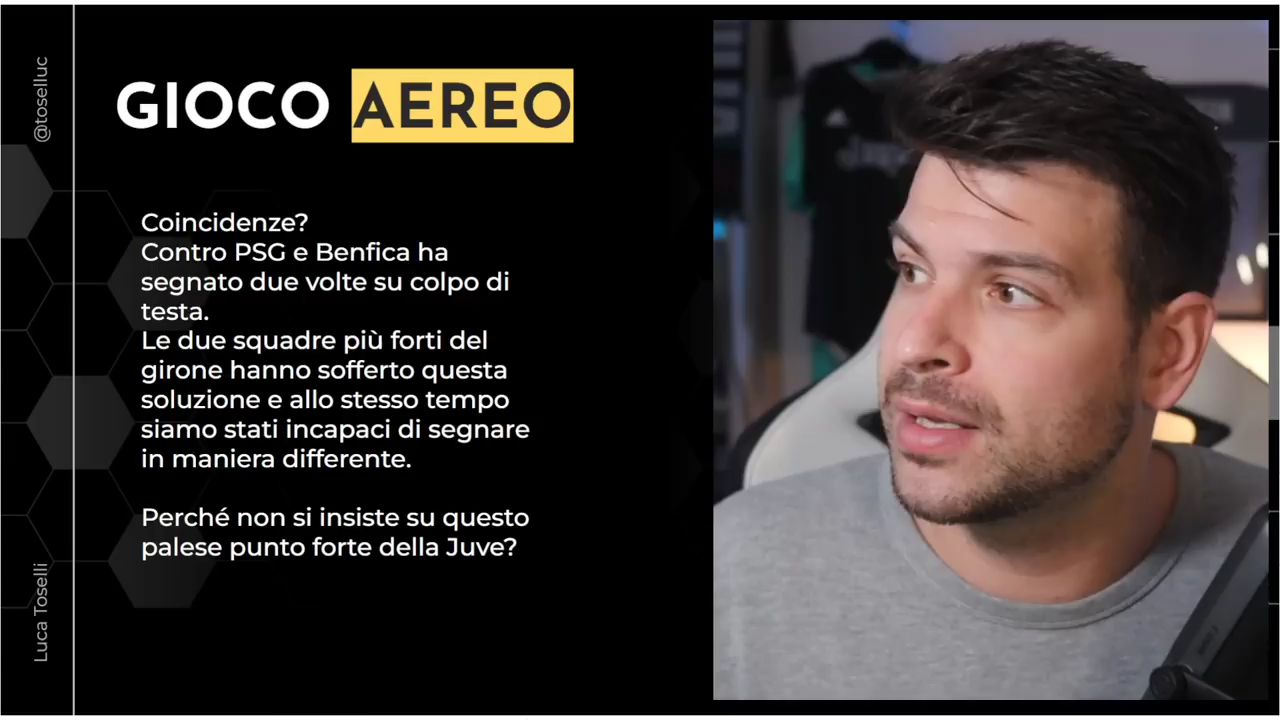 @toselluc
Luca Toselli
GIOCO AEREO
Coincidenze?
Contro PSG e Benfica ha
segnato due volte su colpo di
testa.
Le due squadre più forti del
girone hanno sofferto questa
soluzione e allo stesso tempo
siamo stati incapaci di segnare
in maniera differente.
Perché non si insiste su questo
palese punto forte della Juve?